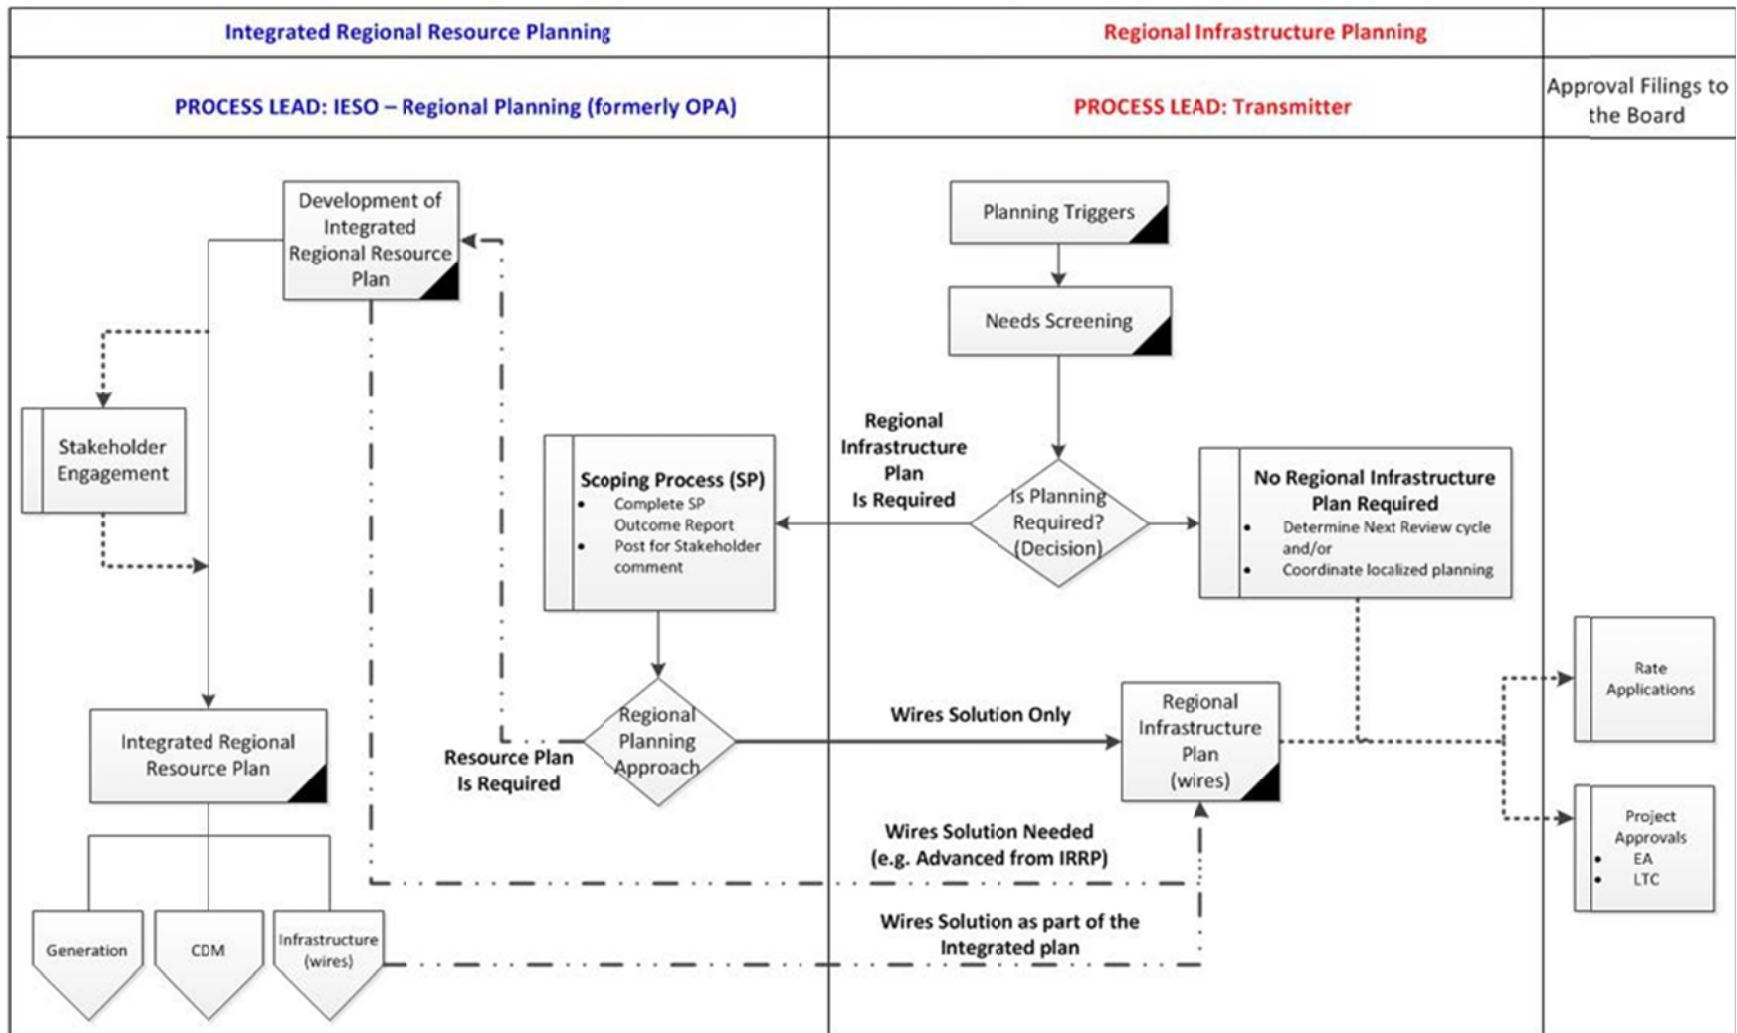 Integrated Regional Resource Planning
Regional Infrastructure Planning
PROCESS LEAD: IESO – Regional Planning (formerly OPA)
PROCESS LEAD: Transmitter
Approval Filings to
the Board
Development of
Integrated
Regional Resource
Plan
Planning Triggers
Needs Screening
Stakeholder
Engagement
Scoping Process (SP)
• Complete SP
Outcome Report
• Post for Stakeholder
comment
Regional
Infrastructure
Plan
Is Required
Is Planning
Required?
(Decision)
No Regional Infrastructure
Plan Required
• Determine Next Review cycle
and/or
• Coordinate localized planning
Integrated Regional
Resource Plan
Resource Plan
Is Required
Regional
Planning
Approach
Wires Solution Only
Regional
Infrastructure
Plan
(wires)
Rate
Applications
Project
Approvals
• EA
• LTC
Wires Solution Needed
(e.g. Advanced from IRRP)
Wires Solution as part of the
Integrated plan
Generation
CDM
Infrastructure
(wires)